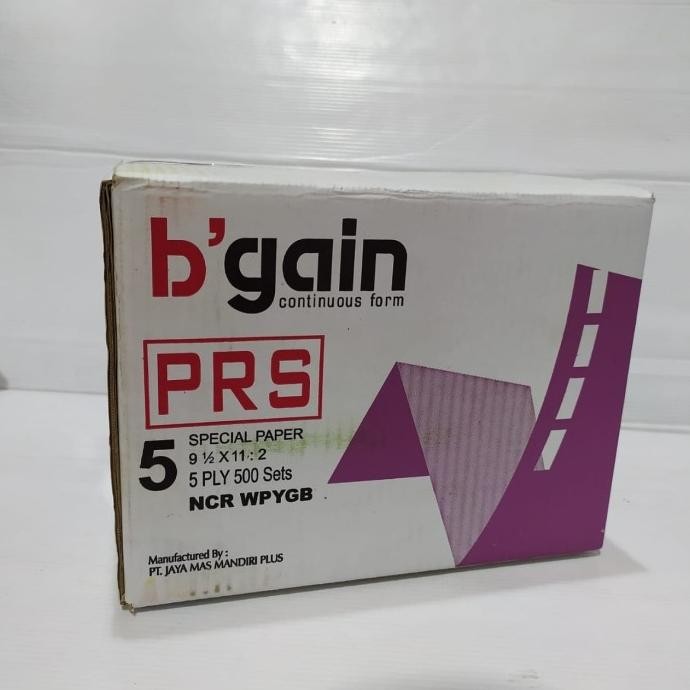 b'gain
continuous form
PRS
5
SPECIAL PAPER
9 ½ X 11 : 2
5 PLY 500 Sets
NCR WPYGB
Manufactured By :
PT. JAYA MAS MANDIRI PLUS